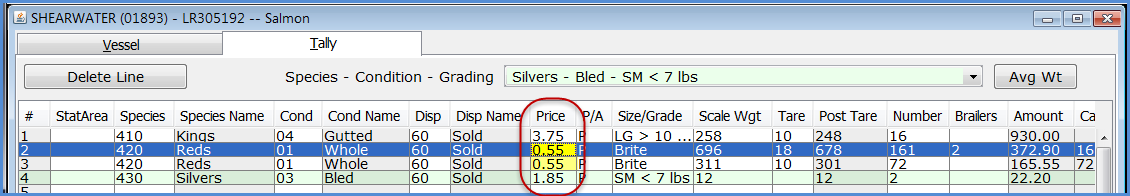 SHEARWATER (01893) - LR305192 -- Salmon
Vessel Tally
Delete Line Species - Condition - Grading Silvers - Bled - SM < 7 lbs Avg Wt
# StatArea Species Species Name Cond Cond Name Disp Disp Name Price P/A Size/Grade Scale Wgt Tare Post Tare Number Brailers Amount Ca
1 410 Kings 04 Gutted 60 Sold 3.75 P LG > 10 ... 258 10 248 16 930.00
2 420 Reds 01 Whole 60 Sold 0.55 P Brite 696 18 678 161 2 372.90 16
3 420 Reds 01 Whole 60 Sold 0.55 P Brite 311 10 301 72 165.55 72
4 430 Silvers 03 Bled 60 Sold 1.85 P SM < 7 lbs 12 12 2 22.20